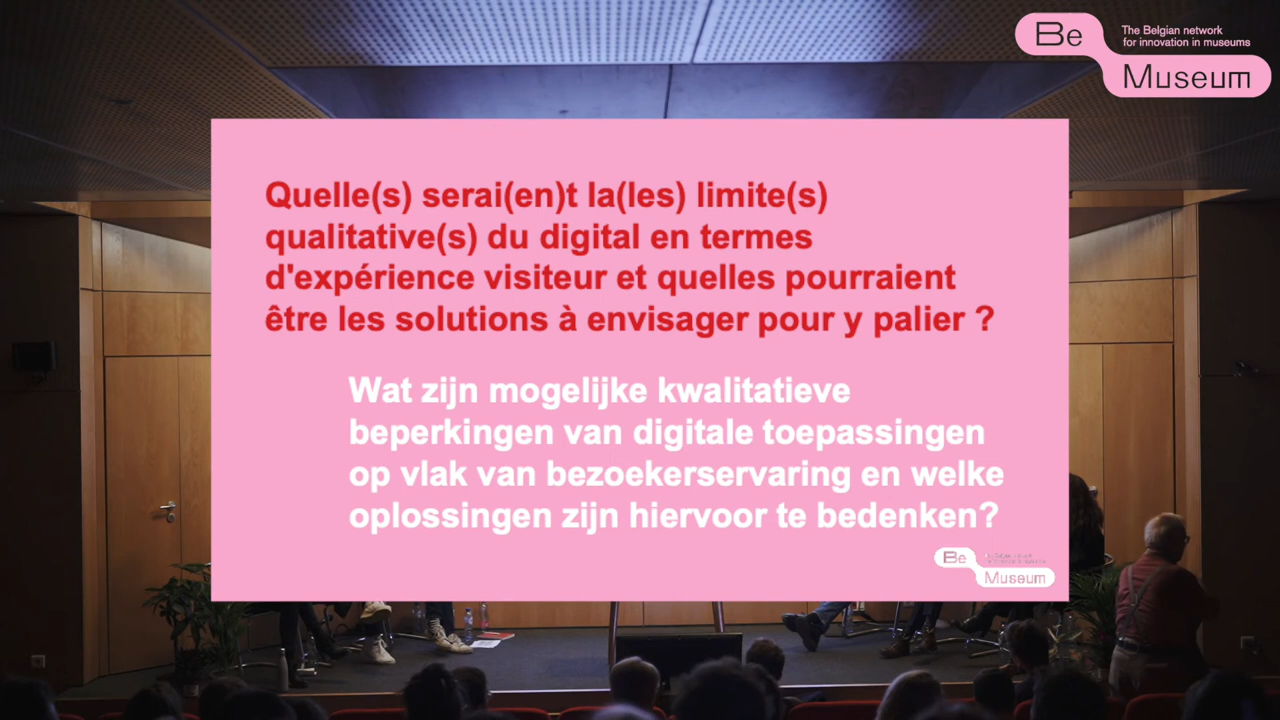 Be
The Belgian network
for innovation in museums
Museum
Quelle(s) serai(en)t la(les) limite(s)
qualitative(s) du digital en termes
d'expérience visiteur et quelles pourraient
être les solutions à envisager pour y palier ?
Wat zijn mogelijke kwalitatieve
beperkingen van digitale toepassingen
op vlak van bezoekerservaring en welke
oplossingen zijn hiervoor te bedenken?
Be
Museum